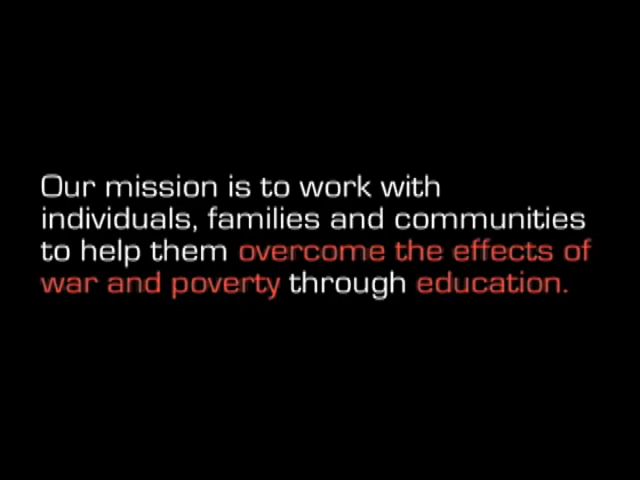 Our mission is to work with
individuals, families and communities
to help them overcome the effects of
war and poverty through education.